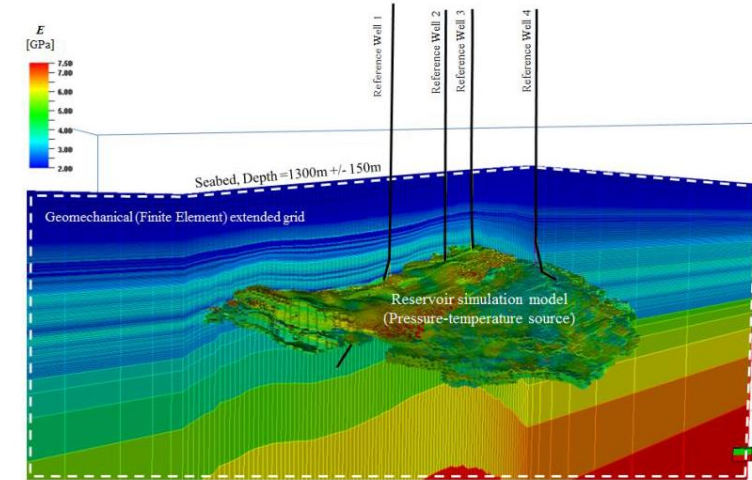 E
[GPa]
7.50
7.00
6.00
5.00
4.00
3.00
2.00
Reference Well 1
Reference Well 2
Reference Well 3
Reference Well 4
Seabed, Depth =1300m +/- 150m
Geomechanical (Finite Element) extended grid
Reservoir simulation model
(Pressure-temperature source)